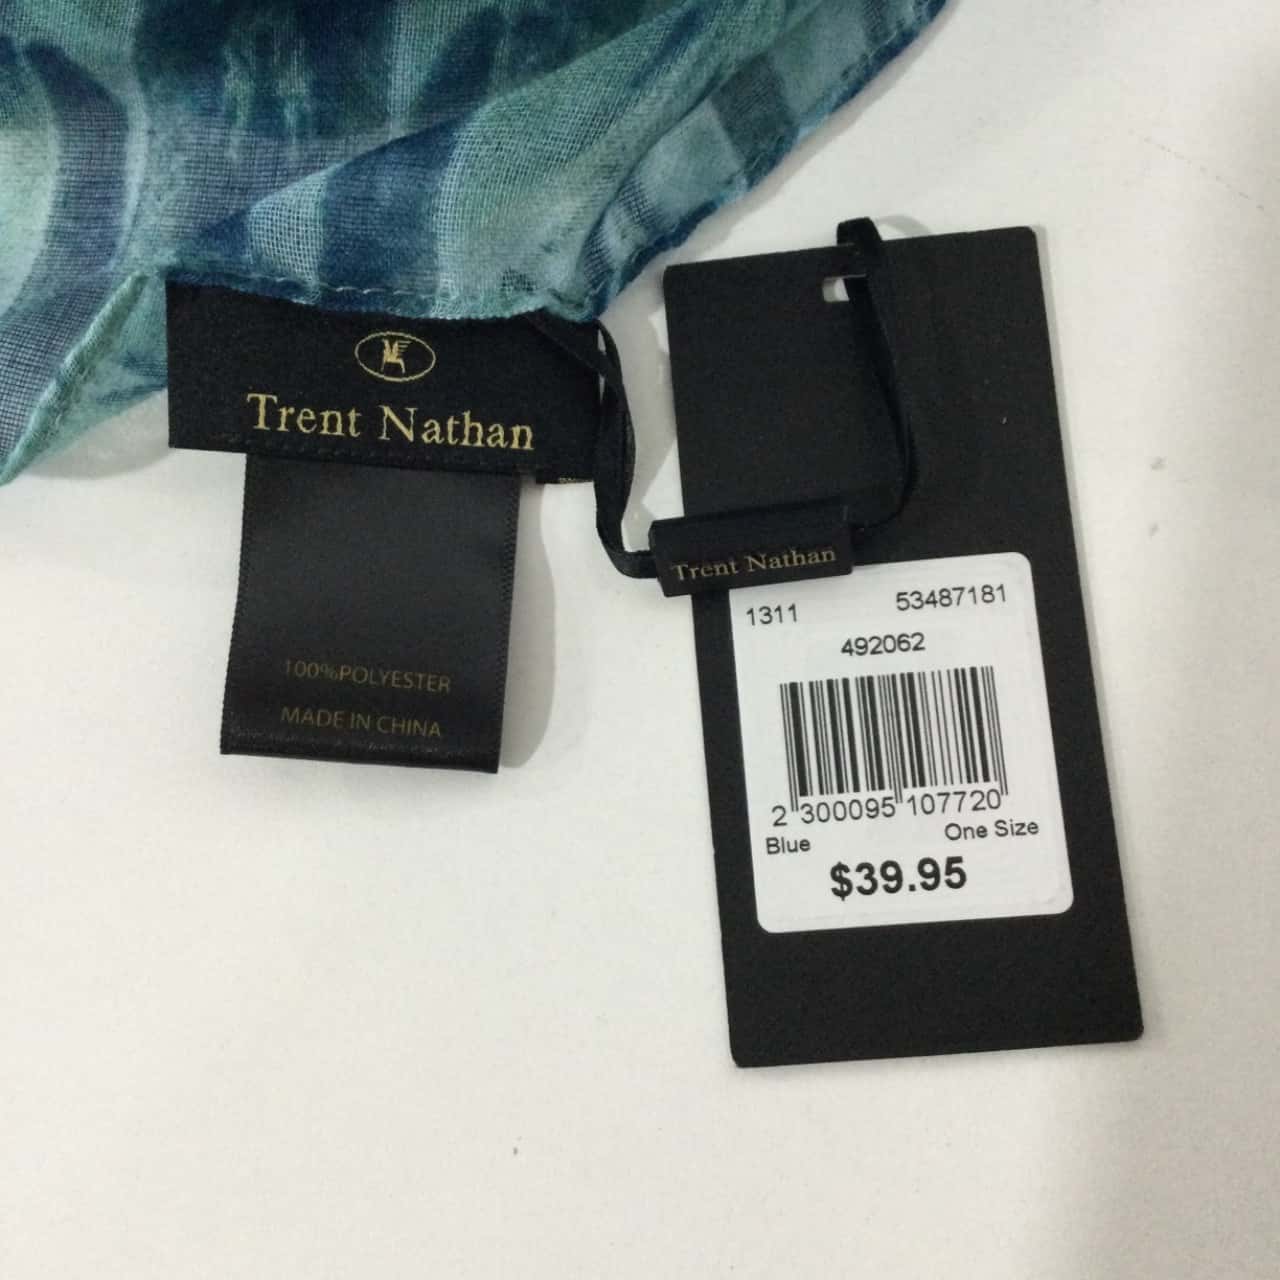 Trent Nathan
100%POLYESTER
MADE IN CHINA
Trent Nathan
1311 53487181
492062
2 300095 107720
Blue One Size
$39.95